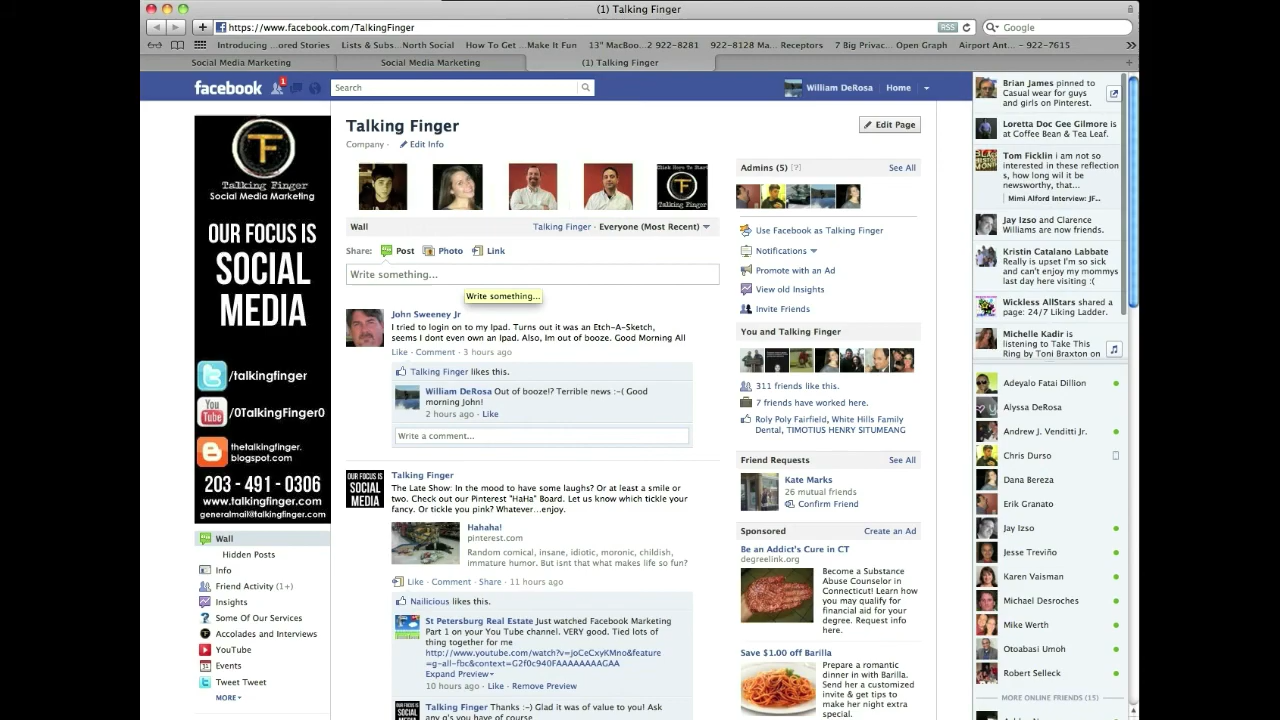 (1) Talking Finger
https://www.facebook.com/TalkingFinger
RSS
Google
Introducing ...ored Stories
Lists & Subs...North Social
How To Get ...Make It Fun
13" MacBoo...2 922-8281
922-8128 Ma... Receptors
7 Big Privac... Open Graph
Airport Ant... - 922-7615
Social Media Marketing
Social Media Marketing
(1) Talking Finger
facebook
1
Search
William DeRosa
Home
Talking Finger
Social Media Marketing
OUR FOCUS IS
SOCIAL
MEDIA
/talkingfinger
You Tube
/0TalkingFinger0
thetalkingfinger.
blogspot.com
203 - 491 - 0306
www.talkingfinger.com
generalmail@talkingfinger.com
Wall
Hidden Posts
Info
Friend Activity (1+)
Insights
Some Of Our Services
Accolades and Interviews
YouTube
Events
Tweet Tweet
MORE
Talking Finger
Company ·
Edit Info
Edit Page
Click Here To Start
Talking Finger
Wall
Talking Finger · Everyone (Most Recent)
Share:
Post
Photo
Link
Write something...
Write something...
John Sweeney Jr
I tried to login on to my Ipad. Turns out it was an Etch-A-Sketch,
seems I dont even own an Ipad. Also, Im out of booze. Good Morning All
Like · Comment · 3 hours ago
Talking Finger likes this.
William DeRosa Out of booze!? Terrible news :-( Good
morning John!
2 hours ago · Like
Write a comment...
OUR FOCUS IS
SOCIAL
MEDIA
Talking Finger
The Late Show: In the mood to have some laughs? Or at least a smile or
two. Check out our Pinterest "HaHa" Board. Let us know which tickle your
fancy. Or tickle you pink? Whatever...enjoy.
Hahaha!
pinterest.com
Random comical, insane, idiotic, moronic, childish,
immature humor. But isnt that what makes life so fun?
Like · Comment · Share · 11 hours ago
Nailicious likes this.
St Petersburg Real Estate Just watched Facebook Marketing
Part 1 on your You Tube channel. VERY good. Tied lots of
thing together for me
http://www.youtube.com/watch?v=joCeCxyKMno&feature
=g-all-fbc&context=G2f0c940FAAAAAAAAGAA
Expand Preview
10 hours ago · Like · Remove Preview
OUR FOCUS IS
SOCIAL
Talking Finger Thanks :-) Glad it was of value to you! Ask
any q's you have of course.
Admins (5) [?]
See All
Use Facebook as Talking Finger
Notifications
Promote with an Ad
View old Insights
Invite Friends
You and Talking Finger
311 friends like this.
7 friends have worked here.
Roly Poly Fairfield, White Hills Family
Dental, TIMOTIUS HENRY SITUMEANG
Friend Requests
See All
Kate Marks
26 mutual friends
Confirm Friend
Sponsored
Create an Ad
Be an Addict's Cure in CT
degreelink.org
Become a Substance
Abuse Counselor in
Connecticut! Learn how
you may qualify for
financial aid for your
degree. Request info
here.
Save $1.00 off Barilla
Prepare a romantic
dinner in with Barilla.
Send her a customized
invite & get tips to
make her night extra
special.
Brian James pinned to
Casual wear for guys
and girls on Pinterest.
Loretta Doc Gee Gilmore is
at Coffee Bean & Tea Leaf.
Tom Ficklin i am not so
interested in these reflection
s, how long wil it be
newsworthy, that...
Mimi Alford Interview: JF...
Jay Izso and Clarence
Williams are now friends.
Kristin Catalano Labbate
Really is upset I'm so sick
and can't enjoy my mommys
last day here visiting :(
Wickless AllStars shared a
page: 24/7 Liking Ladder.
Michelle Kadir is
listening to Take This
Ring by Toni Braxton on
Adeyalo Fatai Dillion
Alyssa DeRosa
Andrew J. Venditti Jr.
Chris Durso
Dana Bereza
Erik Granato
Jay Izso
Jesse Treviño
Karen Vaisman
Michael Desroches
Mike Werth
Otoabasi Umoh
Robert Selleck
MORE ONLINE FRIENDS (15)